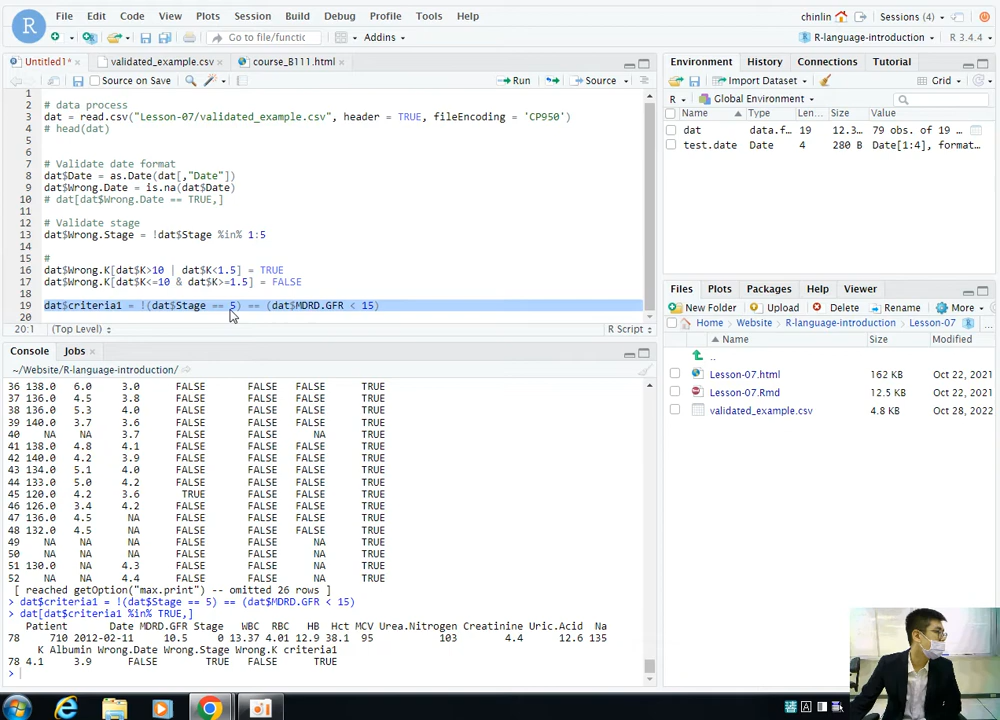 File Edit Code View Plots Session Build Debug Profile Tools Help
chinlin Sessions (4)
R
Go to file/functic
Addins
R-language-introduction R 3.4.4
Untitled1* validated_example.csv course_B111.html
Source on Save
Run Source
1
2 # data process
3 dat = read.csv("Lesson-07/validated_example.csv", header = TRUE, fileEncoding = 'CP950')
4 # head(dat)
5
6
7 # Validate date format
8 dat$Date = as.Date(dat[,"Date"])
9 dat$Wrong.Date = is.na(dat$Date)
10 # dat[dat$Wrong.Date == TRUE,]
11
12 # Validate stage
13 dat$Wrong.Stage = !dat$Stage %in% 1:5
14
15 #
16 dat$Wrong.K[dat$K>10 | dat$K<1.5] = TRUE
17 dat$Wrong.K[dat$K<=10 & dat$K>=1.5] = FALSE
18
19 dat$criteria1 = !(dat$Stage == 5) == (dat$MDRD.GFR < 15)
20
20:1 (Top Level) R Script
Console Jobs
~/Website/R-language-introduction/
36 138.0 6.0 3.0 FALSE FALSE FALSE TRUE
37 136.0 4.5 3.8 FALSE FALSE FALSE TRUE
38 136.0 5.3 4.0 FALSE FALSE FALSE TRUE
39 140.0 3.7 3.6 FALSE FALSE FALSE TRUE
40 NA NA 3.7 FALSE FALSE NA TRUE
41 138.0 4.8 4.1 FALSE FALSE FALSE TRUE
42 140.0 4.2 3.9 FALSE FALSE FALSE TRUE
43 134.0 5.1 4.0 FALSE FALSE FALSE TRUE
44 133.0 5.0 4.2 FALSE FALSE FALSE TRUE
45 120.0 4.2 3.6 TRUE FALSE FALSE TRUE
46 126.0 3.4 4.2 FALSE FALSE FALSE TRUE
47 136.0 4.5 NA FALSE FALSE FALSE TRUE
48 132.0 4.5 NA FALSE FALSE FALSE TRUE
49 NA NA NA FALSE FALSE NA TRUE
50 NA NA NA FALSE FALSE NA TRUE
51 130.0 NA 4.3 FALSE FALSE NA TRUE
52 NA NA 4.4 FALSE FALSE NA TRUE
[ reached getOption("max.print") -- omitted 26 rows ]
> dat$criteria1 = !(dat$Stage == 5) == (dat$MDRD.GFR < 15)
> dat[dat$criteria1 %in% TRUE,]
Patient Date MDRD.GFR Stage WBC RBC HB Hct MCV Urea.Nitrogen Creatinine Uric.Acid Na
78 710 2012-02-11 10.5 0 13.37 4.01 12.9 38.1 95 103 4.4 12.6 135
K Albumin Wrong.Date Wrong.Stage Wrong.K criteria1
78 4.1 3.9 FALSE TRUE FALSE TRUE
>
Environment History Connections Tutorial
Import Dataset Grid
R Global Environment
Name Type Len... Size Value
dat data.f... 19 12.3... 79 obs. of 19 ...
test.date Date 4 280 B Date[1:4], format...
Files Plots Packages Help Viewer
New Folder Upload Delete Rename More
Home Website R-language-introduction Lesson-07 ...
Name Size Modified
..
Lesson-07.html 162 KB Oct 22, 2021
Lesson-07.Rmd 12.5 KB Oct 22, 2021
validated_example.csv 4.8 KB Oct 28, 2022
A